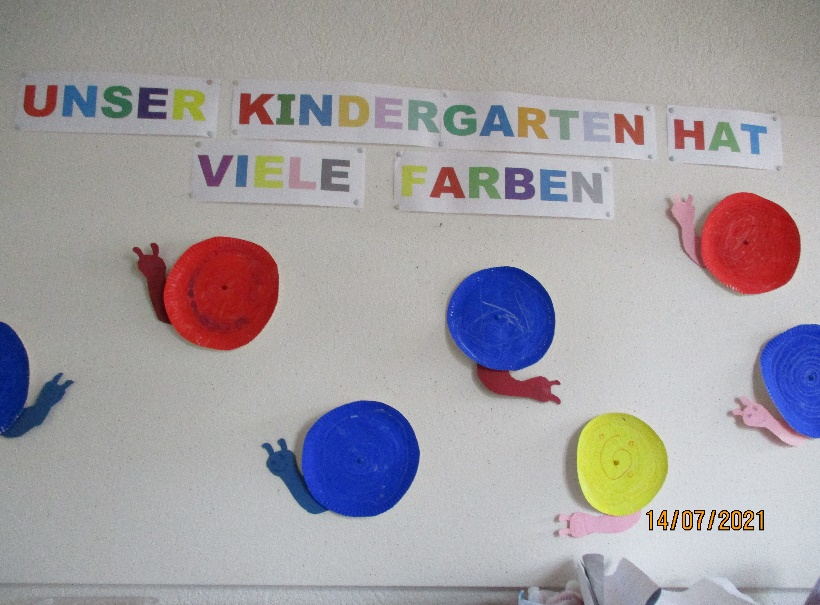 UNSER KINDERGARTEN HAT
VIELE FARBEN
14/07/2021